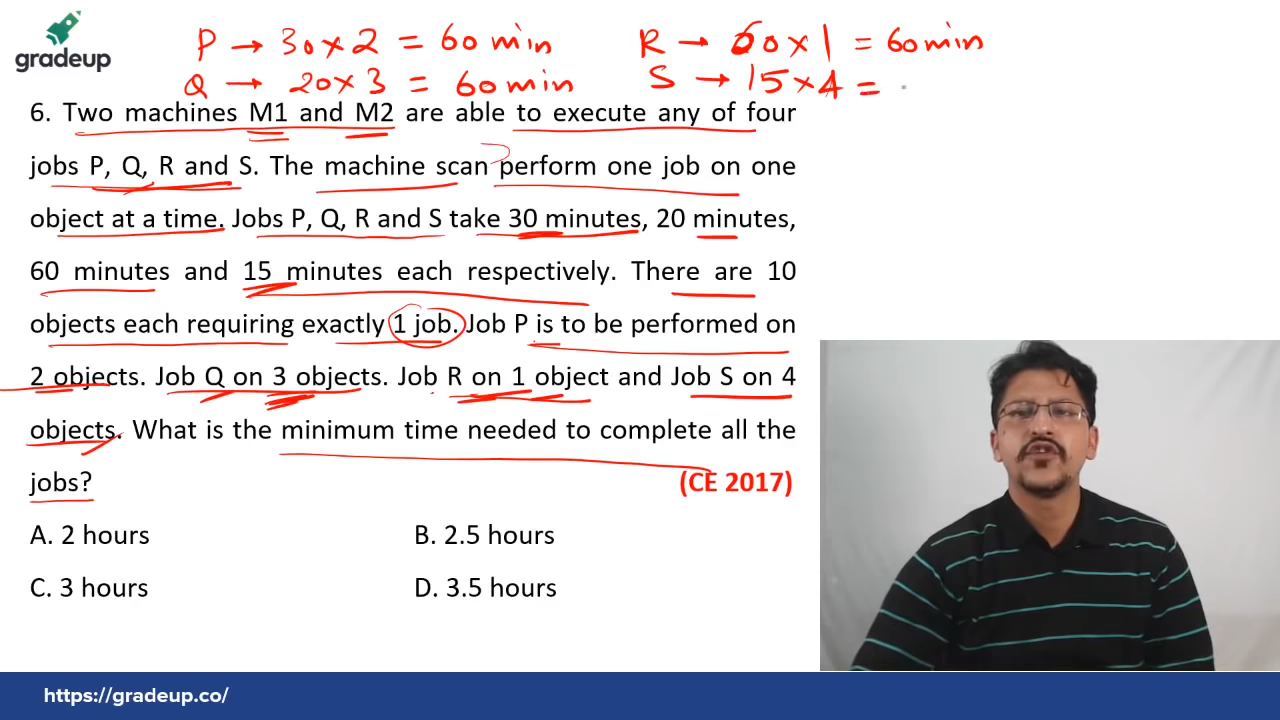 gradeup
P → 30 × 2 = 60 min
R → 60 × 1 = 60 min
Q → 20 × 3 = 60 min
S → 15 × 4 =
6. Two machines M1 and M2 are able to execute any of four
jobs P, Q, R and S. The machine scan perform one job on one
object at a time. Jobs P, Q, R and S take 30 minutes, 20 minutes,
60 minutes and 15 minutes each respectively. There are 10
objects each requiring exactly 1 job. Job P is to be performed on
2 objects. Job Q on 3 objects. Job R on 1 object and Job S on 4
objects. What is the minimum time needed to complete all the
jobs?
(CE 2017)
A. 2 hours
B. 2.5 hours
C. 3 hours
D. 3.5 hours
https://gradeup.co/